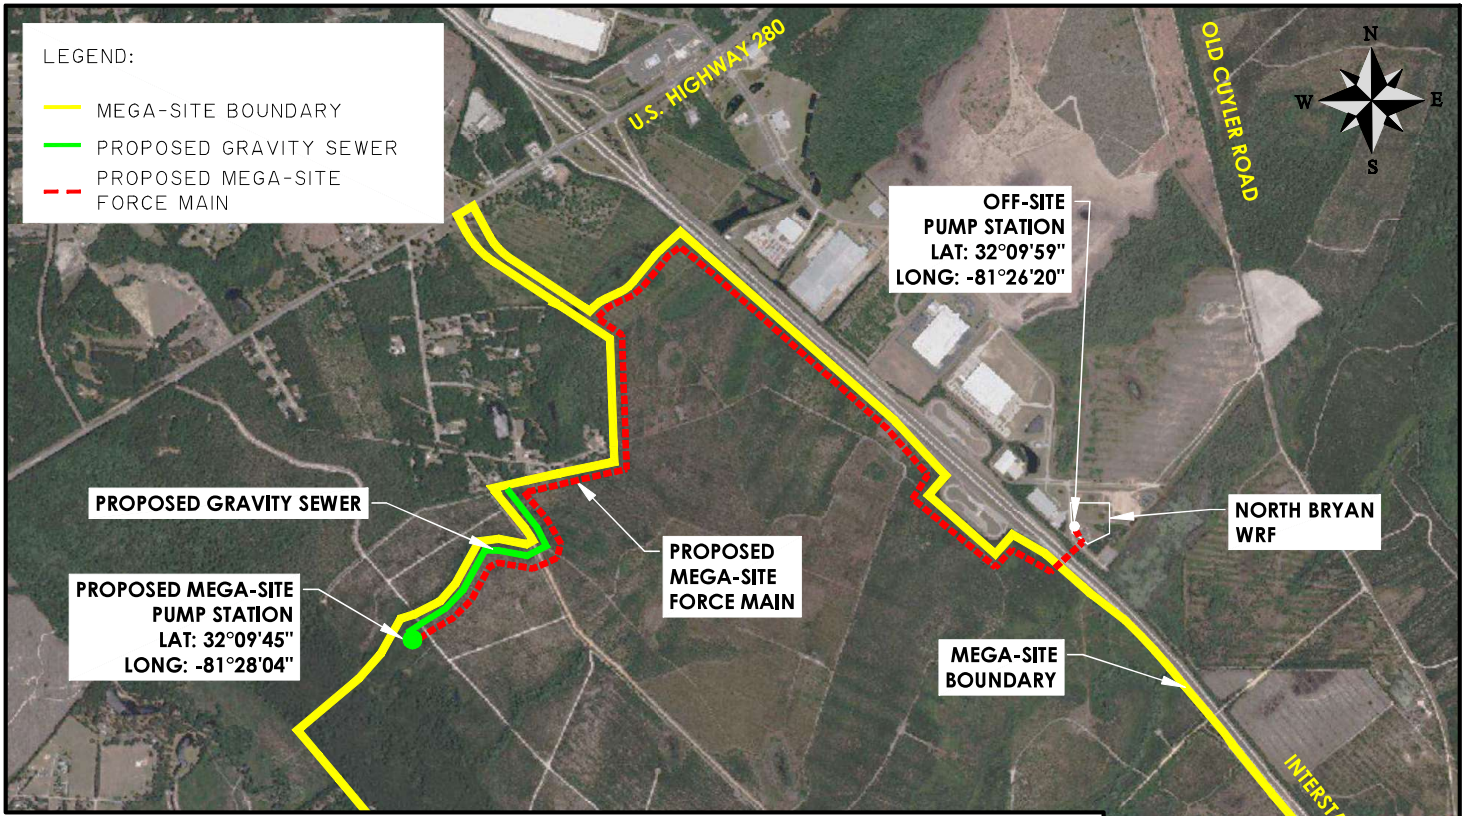 LEGEND:
MEGA-SITE BOUNDARY
PROPOSED GRAVITY SEWER
PROPOSED MEGA-SITE
FORCE MAIN
U.S. HIGHWAY 280
OLD CUYLER ROAD
N
W
E
S
OFF-SITE
PUMP STATION
LAT: 32°09'59"
LONG: -81°26'20"
PROPOSED GRAVITY SEWER
NORTH BRYAN
WRF
PROPOSED
MEGA-SITE
FORCE MAIN
PROPOSED MEGA-SITE
PUMP STATION
LAT: 32°09'45"
LONG: -81°28'04"
MEGA-SITE
BOUNDARY